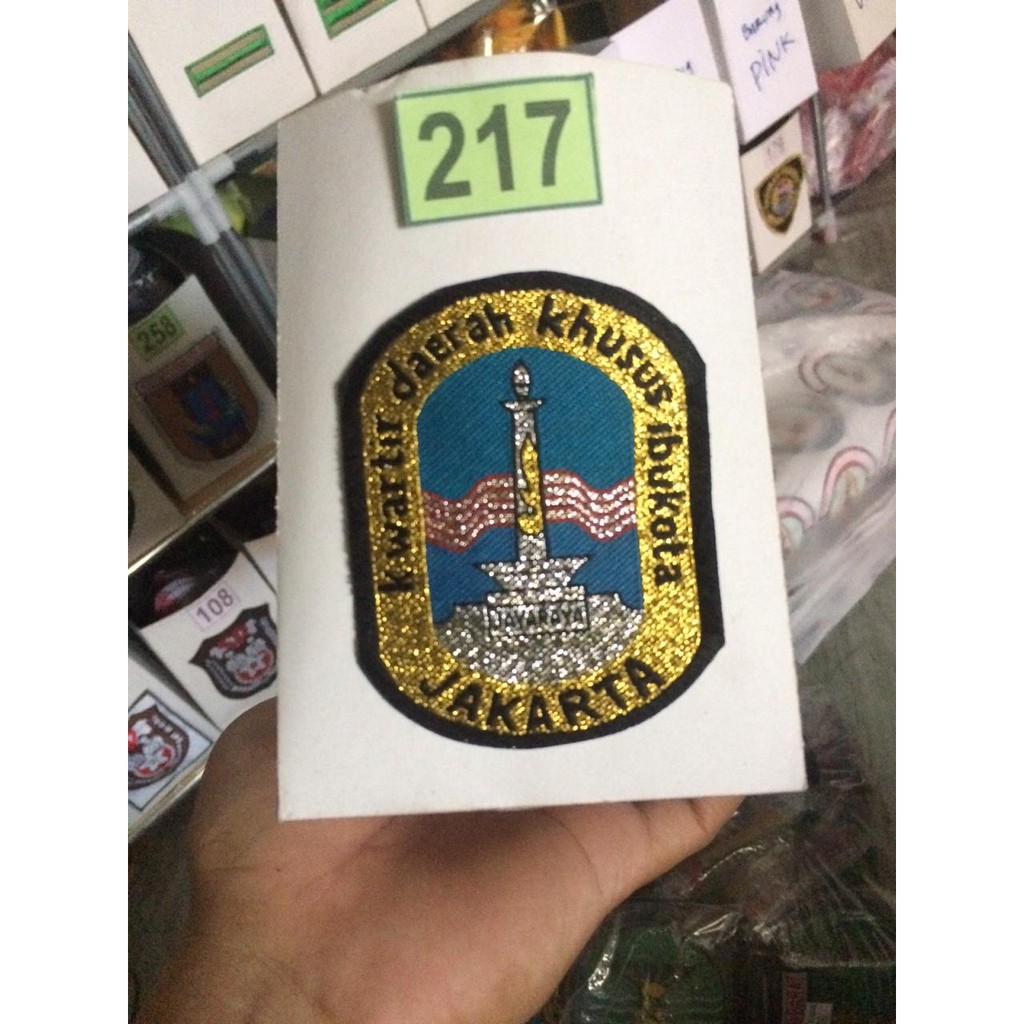 217
kwartir daerah khusus ibukota
JAYARAYA
JAKARTA
258
108
PINK